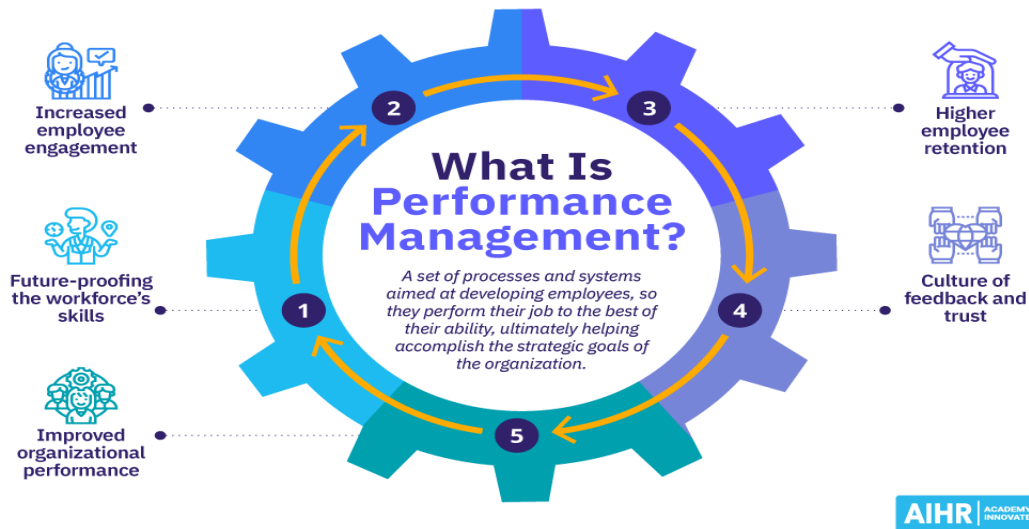 What Is
Performance
Management?
A set of processes and systems
aimed at developing employees, so
they perform their job to the best of
their ability, ultimately helping
accomplish the strategic goals of
the organization.
1
Future-proofing
the workforce's
skills
2
Increased
employee
engagement
3
Higher
employee
retention
4
Culture of
feedback and
trust
5
Improved
organizational
performance
AIHR
ACADEMY
INNOVATE